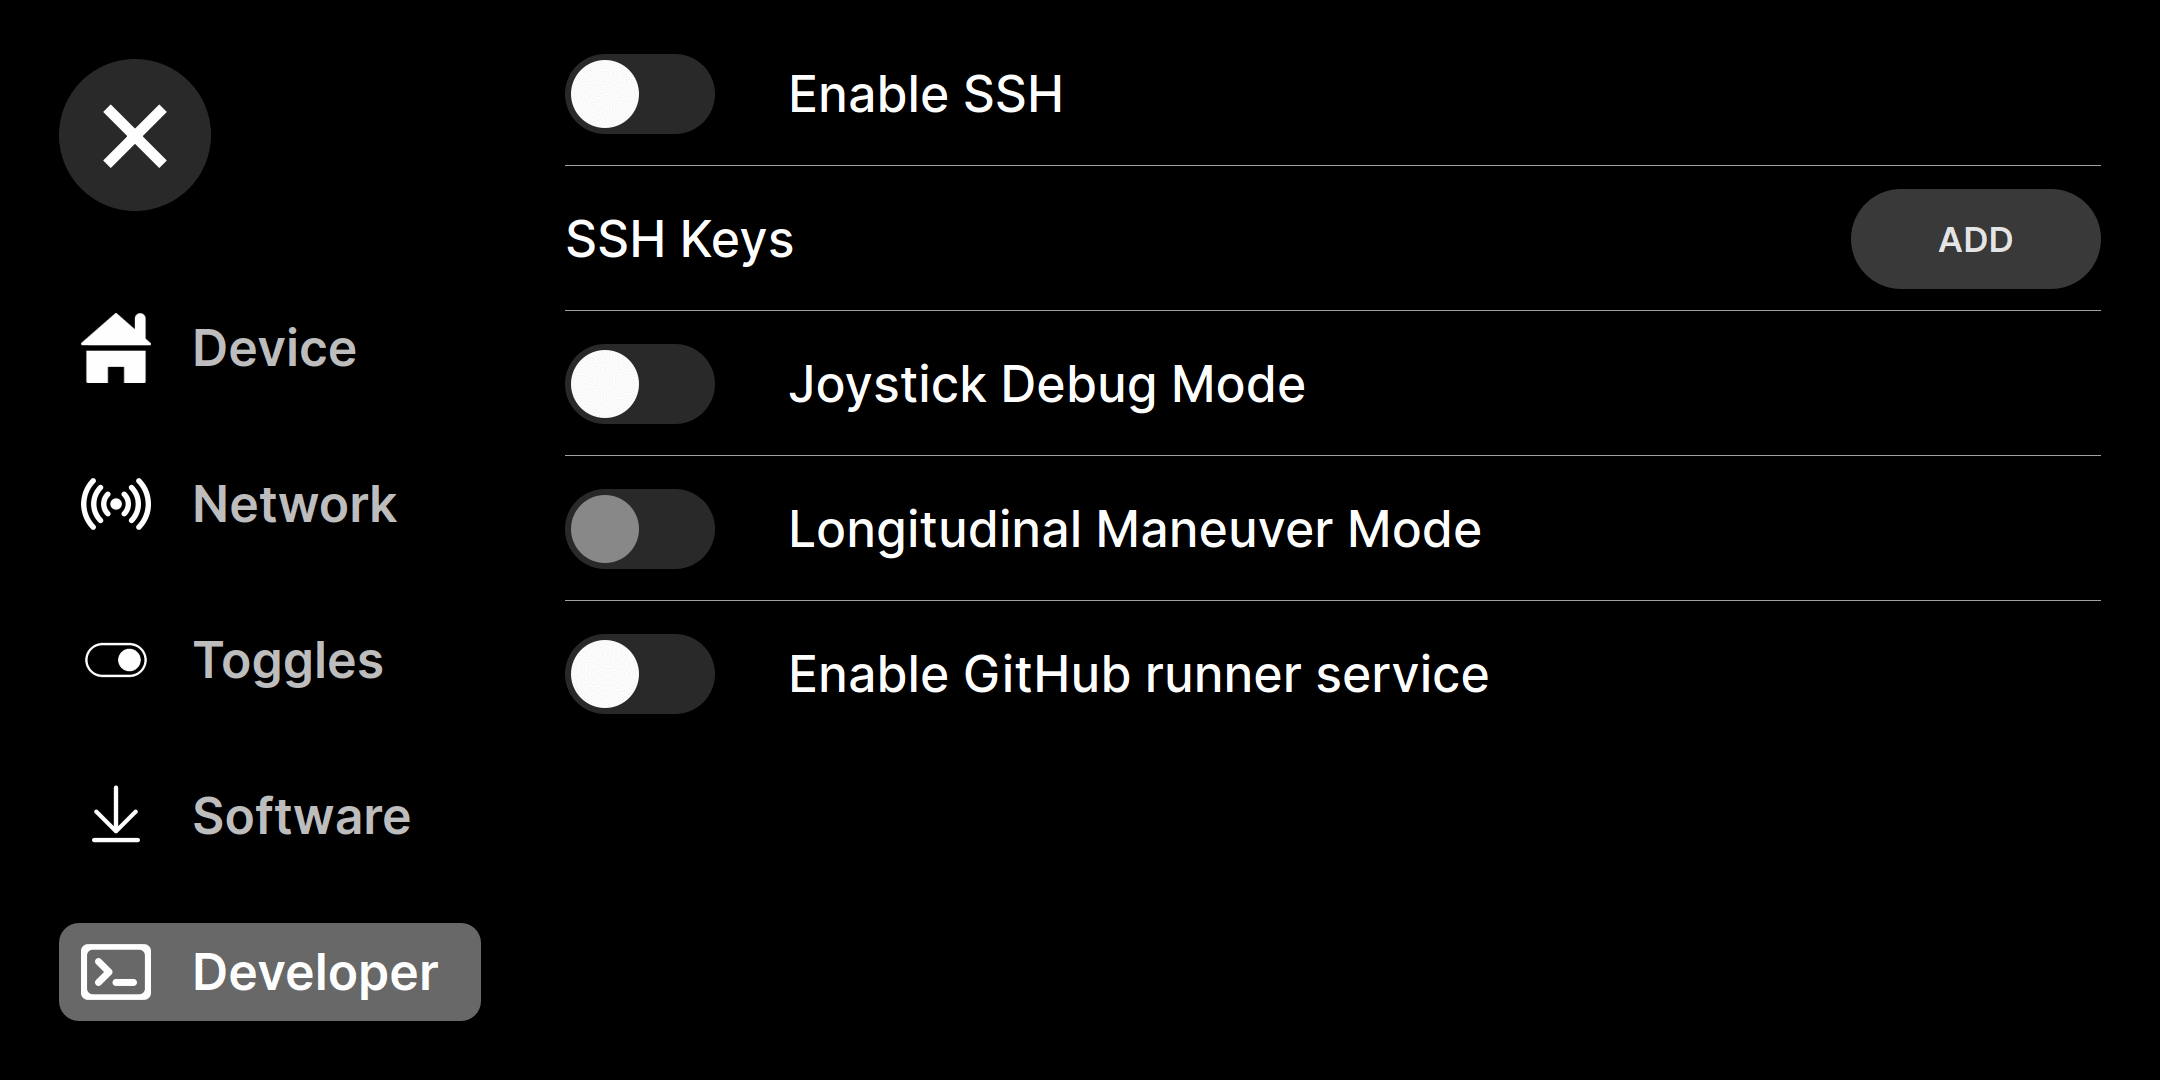 Enable SSH
SSH Keys
ADD
Device
Joystick Debug Mode
Network
Longitudinal Maneuver Mode
Toggles
Enable GitHub runner service
Software
Developer